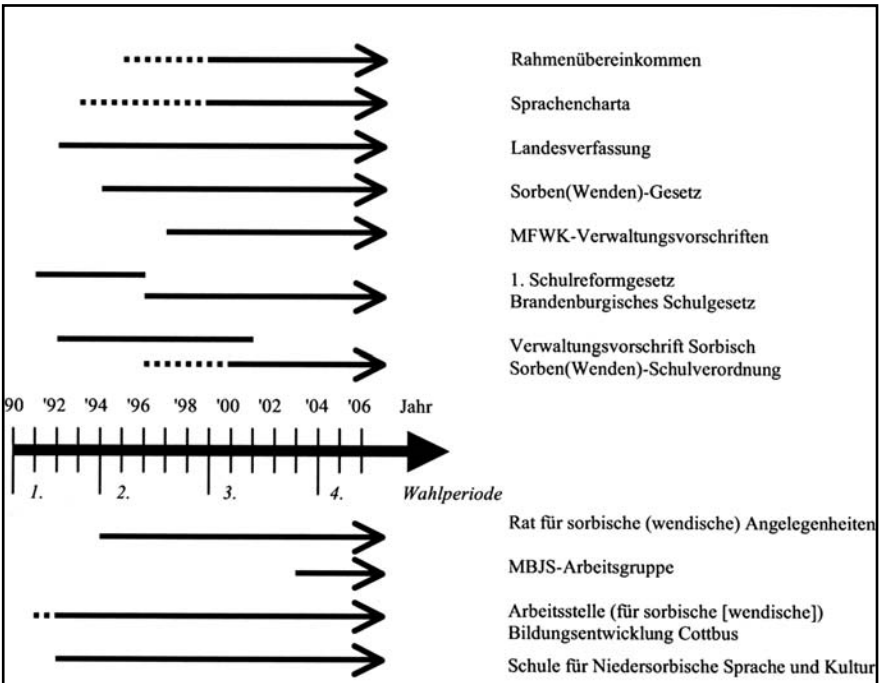 Rahmenübereinkommen
Sprachencharta
Landesverfassung
Sorben(Wenden)-Gesetz
MFWK-Verwaltungsvorschriften
1. Schulreformgesetz
Brandenburgisches Schulgesetz
Verwaltungsvorschrift Sorbisch
Sorben(Wenden)-Schulverordnung
90 '92 '94 '96 '98 '00 '02 '04 '06 Jahr
1. 2. 3. 4. Wahlperiode
Rat für sorbische (wendische) Angelegenheiten
MBJS-Arbeitsgruppe
Arbeitsstelle (für sorbische [wendische])
Bildungsentwicklung Cottbus
Schule für Niedersorbische Sprache und Kultur